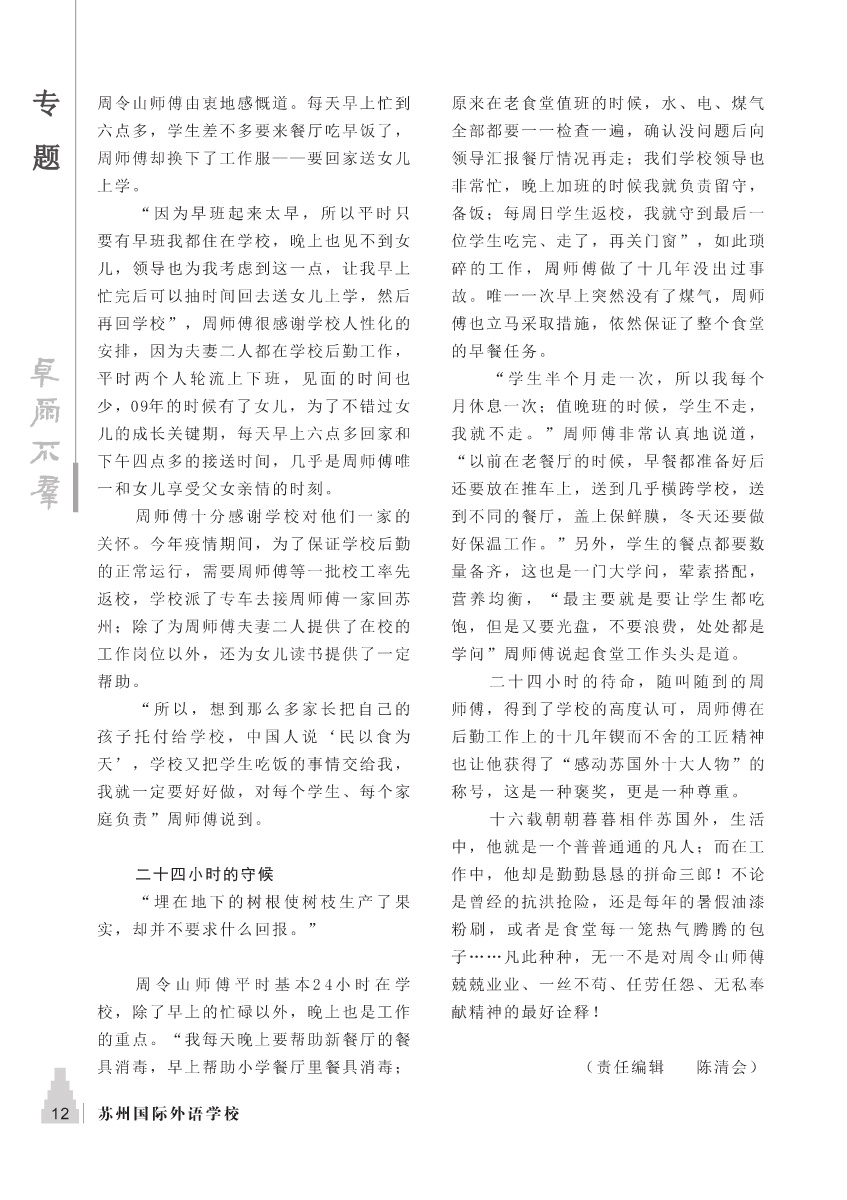 专
题
卓尔不群
周令山师傅由衷地感慨道。每天早上忙到
六点多，学生差不多要来餐厅吃早饭了，
周师傅却换下了工作服——要回家送女儿
上学。
“因为早班起来太早，所以平时只
要有早班我都住在学校，晚上也见不到女
儿，领导也为我考虑到这一点，让我早上
忙完后可以抽时间回去送女儿上学，然后
再回学校”，周师傅很感谢学校人性化的
安排，因为夫妻二人都在学校后勤工作，
平时两个人轮流上下班，见面的时间也
少，09年的时候有了女儿，为了不错过女
儿的成长关键期，每天早上六点多回家和
下午四点多的接送时间，几乎是周师傅唯
一和女儿享受父女亲情的时刻。
周师傅十分感谢学校对他们一家的
关怀。今年疫情期间，为了保证学校后勤
的正常运行，需要周师傅等一批校工率先
返校，学校派了专车去接周师傅一家回苏
州；除了为周师傅夫妻二人提供了在校的
工作岗位以外，还为女儿读书提供了一定
帮助。
“所以，想到那么多家长把自己的
孩子托付给学校，中国人说‘民以食为
天’，学校又把学生吃饭的事情交给我，
我就一定要好好做，对每个学生、每个家
庭负责”周师傅说到。
二十四小时的守候
“埋在地下的树根使树枝生产了果
实，却并不要求什么回报。”
周令山师傅平时基本24小时在学
校，除了早上的忙碌以外，晚上也是工作
的重点。“我每天晚上要帮助新餐厅的餐
具消毒，早上帮助小学餐厅里餐具消毒；
原来在老食堂值班的时候，水、电、煤气
全部都要一一检查一遍，确认没问题后向
领导汇报餐厅情况再走；我们学校领导也
非常忙，晚上加班的时候我就负责留守，
备饭；每周日学生返校，我就守到最后一
位学生吃完、走了，再关门窗”，如此琐
碎的工作，周师傅做了十几年没出过事
故。唯一一次早上突然没有了煤气，周师
傅也立马采取措施，依然保证了整个食堂
的早餐任务。
“学生半个月走一次，所以我每个
月休息一次；值晚班的时候，学生不走，
我就不走。”周师傅非常认真地说道，
“以前在老餐厅的时候，早餐都准备好后
还要放在推车上，送到几乎横跨学校，送
到不同的餐厅，盖上保鲜膜，冬天还要做
好保温工作。”另外，学生的餐点都要数
量备齐，这也是一门大学问，荤素搭配，
营养均衡，“最主要就是要让学生都吃
饱，但是又要光盘，不要浪费，处处都是
学问”周师傅说起食堂工作头头是道。
二十四小时的待命，随叫随到的周
师傅，得到了学校的高度认可，周师傅在
后勤工作上的十几年锲而不舍的工匠精神
也让他获得了“感动苏国外十大人物”的
称号，这是一种褒奖，更是一种尊重。
十六载朝朝暮暮相伴苏国外，生活
中，他就是一个普普通通的凡人；而在工
作中，他却是勤勤恳恳的拼命三郎！不论
是曾经的抗洪抢险，还是每年的暑假油漆
粉刷，或者是食堂每一笼热气腾腾的包
子……凡此种种，无一不是对周令山师傅
兢兢业业、一丝不苟、任劳任怨、无私奉
献精神的最好诠释！
（责任编辑　陈清会）
12 苏州国际外语学校